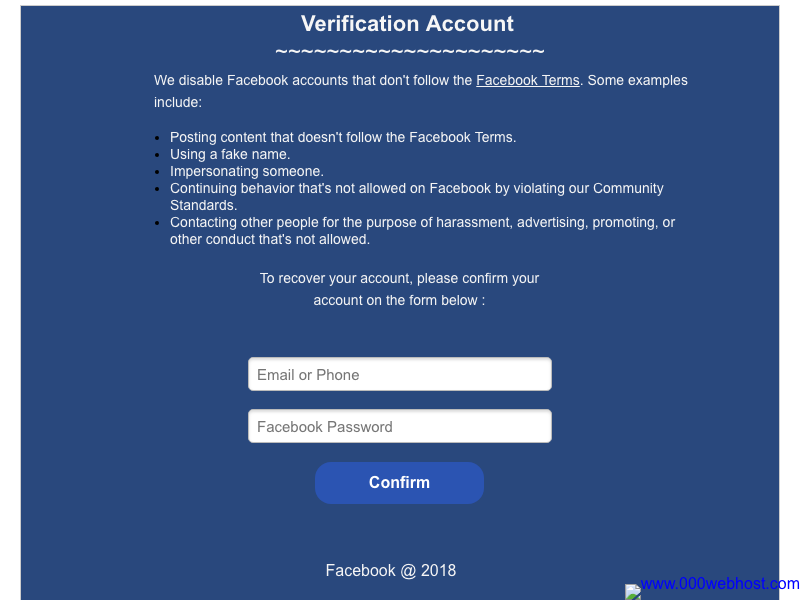 Verification Account
~~~~~~~~~~~~~~~~~~~~~
We disable Facebook accounts that don't follow the Facebook Terms. Some examples
include:
Posting content that doesn't follow the Facebook Terms.
Using a fake name.
Impersonating someone.
Continuing behavior that's not allowed on Facebook by violating our Community
Standards.
Contacting other people for the purpose of harassment, advertising, promoting, or
other conduct that's not allowed.
To recover your account, please confirm your
account on the form below :
Email or Phone
Facebook Password
Confirm
Facebook @ 2018
www.000webhost.com